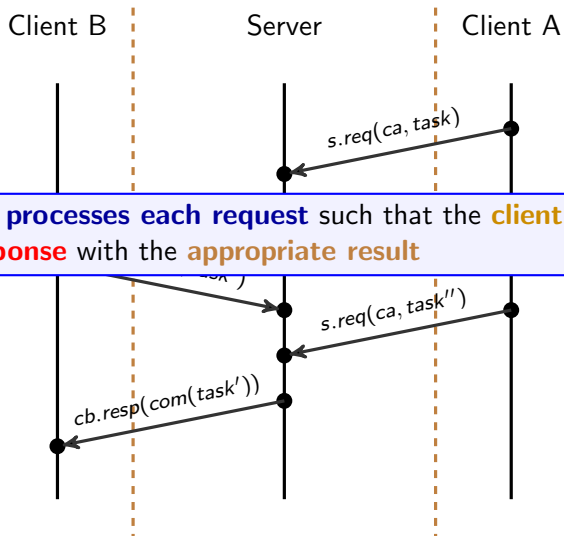 Client B
Server
Client A
s.req(ca, task)
processes each request such that the client
with the appropriate result
s.req(ca, task′′)
cb.resp(com(task′))